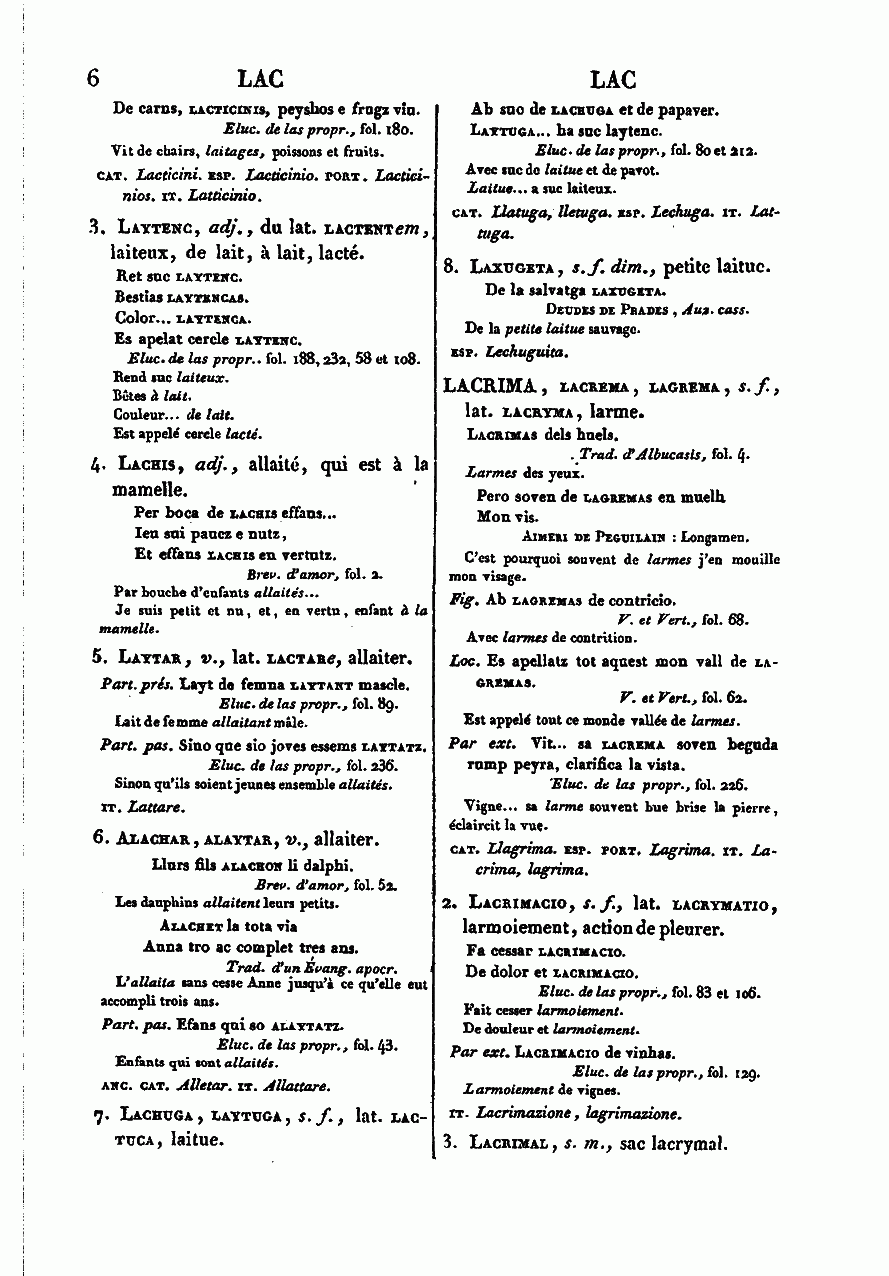 6 LAC LAC
De carns, LACTICINIS, peyshos e frugz viu.
Eluc. de las propr., fol. 180.
Vit de chairs, laitages, poissons et fruits.
CAT. Lacticini. ESP. Lacticinio. PORT. Lactici-
nios. IT. Latticinio.
3. LAYTENC, adj., du lat. LACTENTem,
laiteux, de lait, à lait, lacté.
Ret suc LAYTENC.
Bestias LAYTENCAS.
Color... LAYTENCA.
Es apelat cercle LAYTENC.
Eluc. de las propr.. fol. 188, 232, 58 et 108.
Rend suc laiteux.
Bêtes à lait.
Couleur... de lait.
Est appelé cercle lacté.
4. LACHIS, adj., allaité, qui est à la
mamelle.
Per boca de LACHIS effans...
Ieu sui paucz e nutz,
Et effans LACHIS en vertutz.
Brev. d'amor, fol. 2.
Par bouche d'enfants allaités...
Je suis petit et nu, et, en vertu, enfant à la
mamelle.
5. LAYTAR, v., lat. LACTARe, allaiter.
Part. prés. Layt de femna LAYTANT mascle.
Eluc. de las propr., fol. 89.
Lait de femme allaitant mâle.
Part. pas. Sino que sio joves essems LAYTATZ.
Eluc. de las propr., fol. 236.
Sinon qu'ils soient jeunes ensemble allaités.
IT. Lattare.
6. ALACHAR, ALAYTAR, v., allaiter.
Llurs fils ALACHON li dalphi.
Brev. d'amor, fol. 52.
Les dauphins allaitent leurs petits.
ALACHET la tota via
Anna tro ac complet tres ans.
Trad. d'un Évang. apocr.
L'allaita sans cesse Anne jusqu'à ce qu'elle eut
accompli trois ans.
Part. pas. Efans qui so ALAYTATZ.
Eluc. de las propr., fol. 43.
Enfants qui sont allaités.
ANC. CAT. Alletar. IT. Allattare.
7. LACHUGA, LAYTUGA, s. f., lat. LAC-
TUCA, laitue.
Ab suo de LACHUGA et de papaver.
LAYTUGA... ha suc laytenc.
Eluc. de las propr., fol. 80 et 212.
Avec suc de laitue et de pavot.
Laitue... a suc laiteux.
CAT. Llatuga, lletuga. ESP. Lechuga. IT. Lat-
tuga.
8. LAXUGETA, s. f. dim., petite laitue.
De la salvatga LAXUGETA.
DEUDES DE PRADES, Auz. cass.
De la petite laitue sauvage.
ESP. Lechuguita.
LACRIMA, LACREMA, LAGREMA, s. f.,
lat. LACRYMA, larme.
LACRIMAS dels huels.
Trad. d'Albucasis, fol. 4.
Larmes des yeux.
Pero soven de LAGREMAS en muelh
Mon vis.
AIMERI DE PEGUILAIN : Longamen.
C'est pourquoi souvent de larmes j'en mouille
mon visage.
Fig. Ab LAGREMAS de contricio.
V. et Vert., fol. 68.
Avec larmes de contrition.
Loc. Es apellatz tot aquest mon vall de LA-
GREMAS.
V. et Vert., fol. 62.
Est appelé tout ce monde vallée de larmes.
Par ext. Vit... sa LACREMA soven beguda
rump peyra, clarifica la vista.
Eluc. de las propr., fol. 226.
Vigne... sa larme souvent bue brise la pierre,
éclaircit la vue.
CAT. Llagrima. ESP. PORT. Lagrima. IT. La-
crima, lagrima.
2. LACRIMACIO, s. f., lat. LACRYMATIO,
larmoiement, action de pleurer.
Fa cessar LACRIMACIO.
De dolor et LACRIMACIO.
Eluc. de las propr., fol. 83 et 106.
Fait cesser larmoiement.
De douleur et larmoiement.
Par ext. LACRIMACIO de vinhas.
Eluc. de las propr., fol. 129.
Larmoiement de vignes.
IT. Lacrimazione, lagrimazione.
3. LACRIMAL, s. m., sac lacrymal.